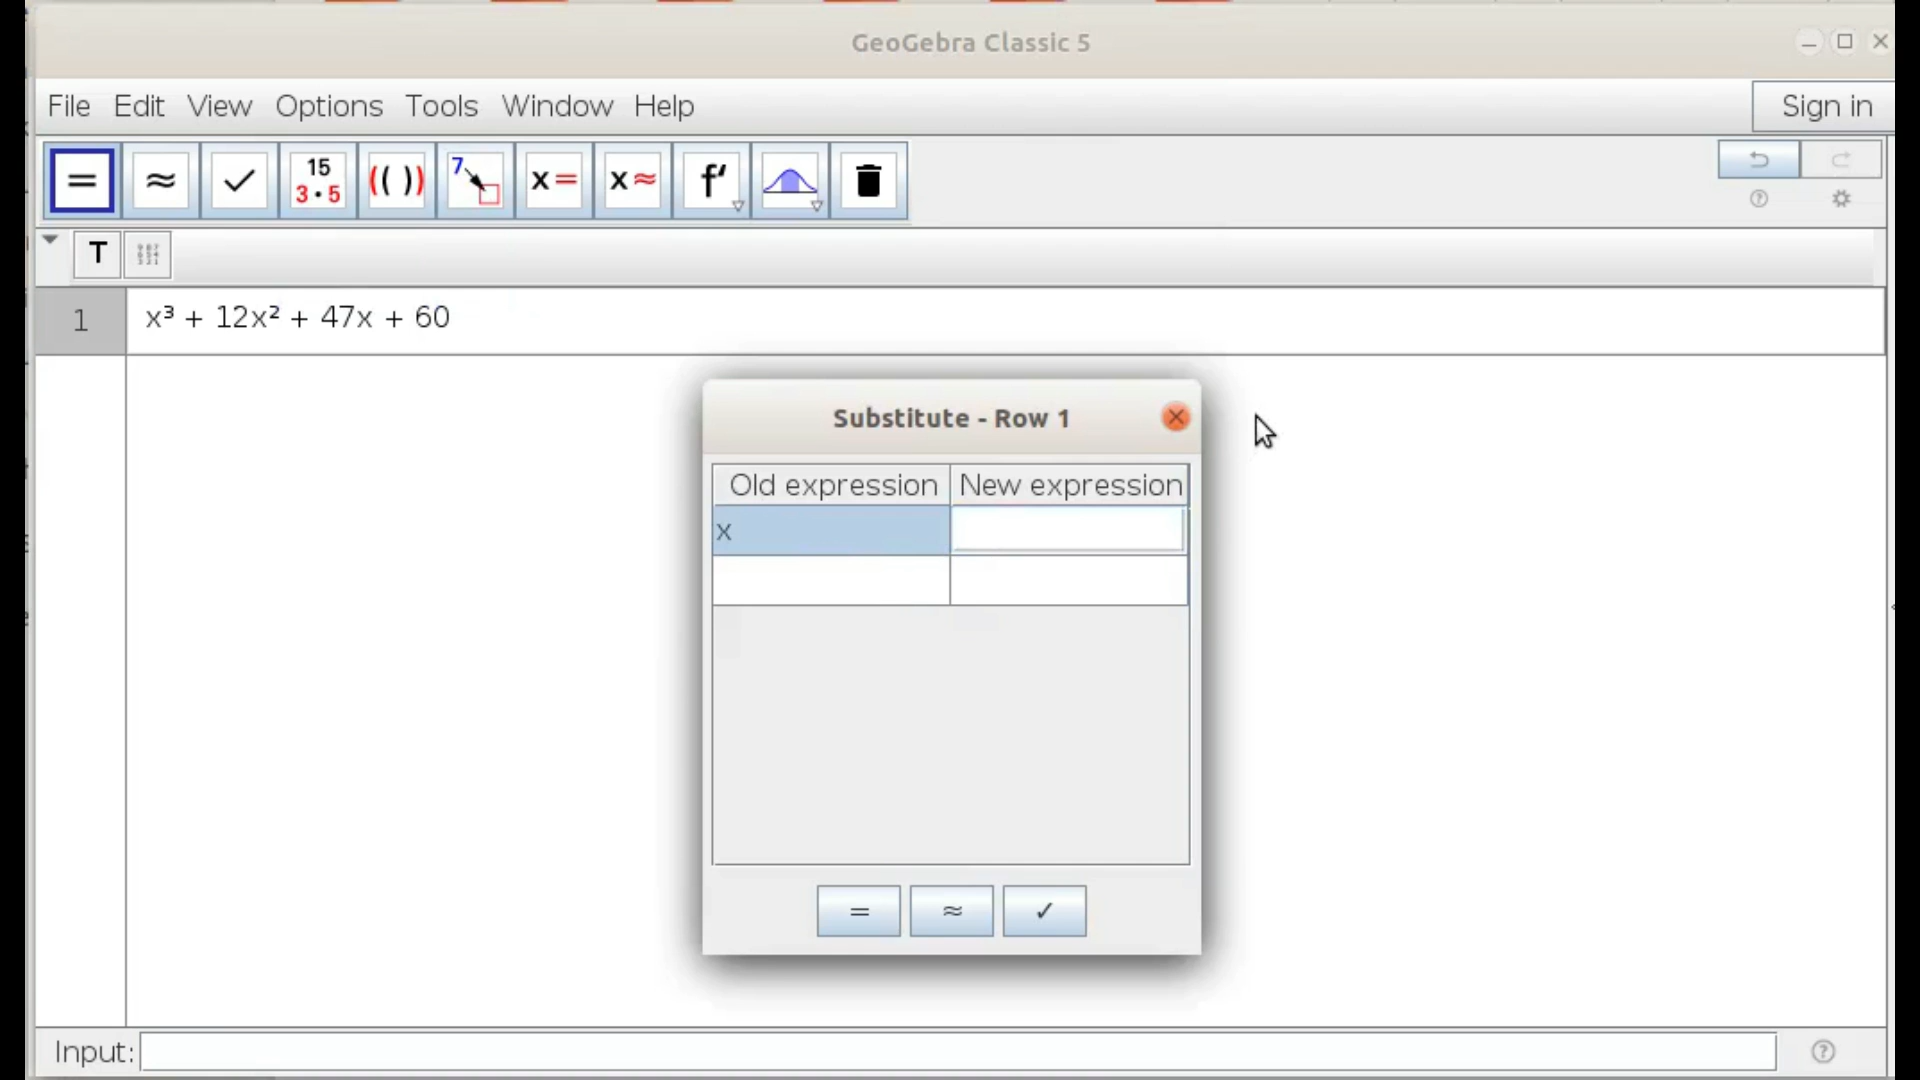 GeoGebra Classic 5
File Edit View Options Tools Window Help
Sign in
= ≈ ✓ 15 3·5 (( )) 7 x= x≈ f′
T
1 x³ + 12x² + 47x + 60
Substitute - Row 1
Old expression New expression
x
= ≈ ✓
Input: